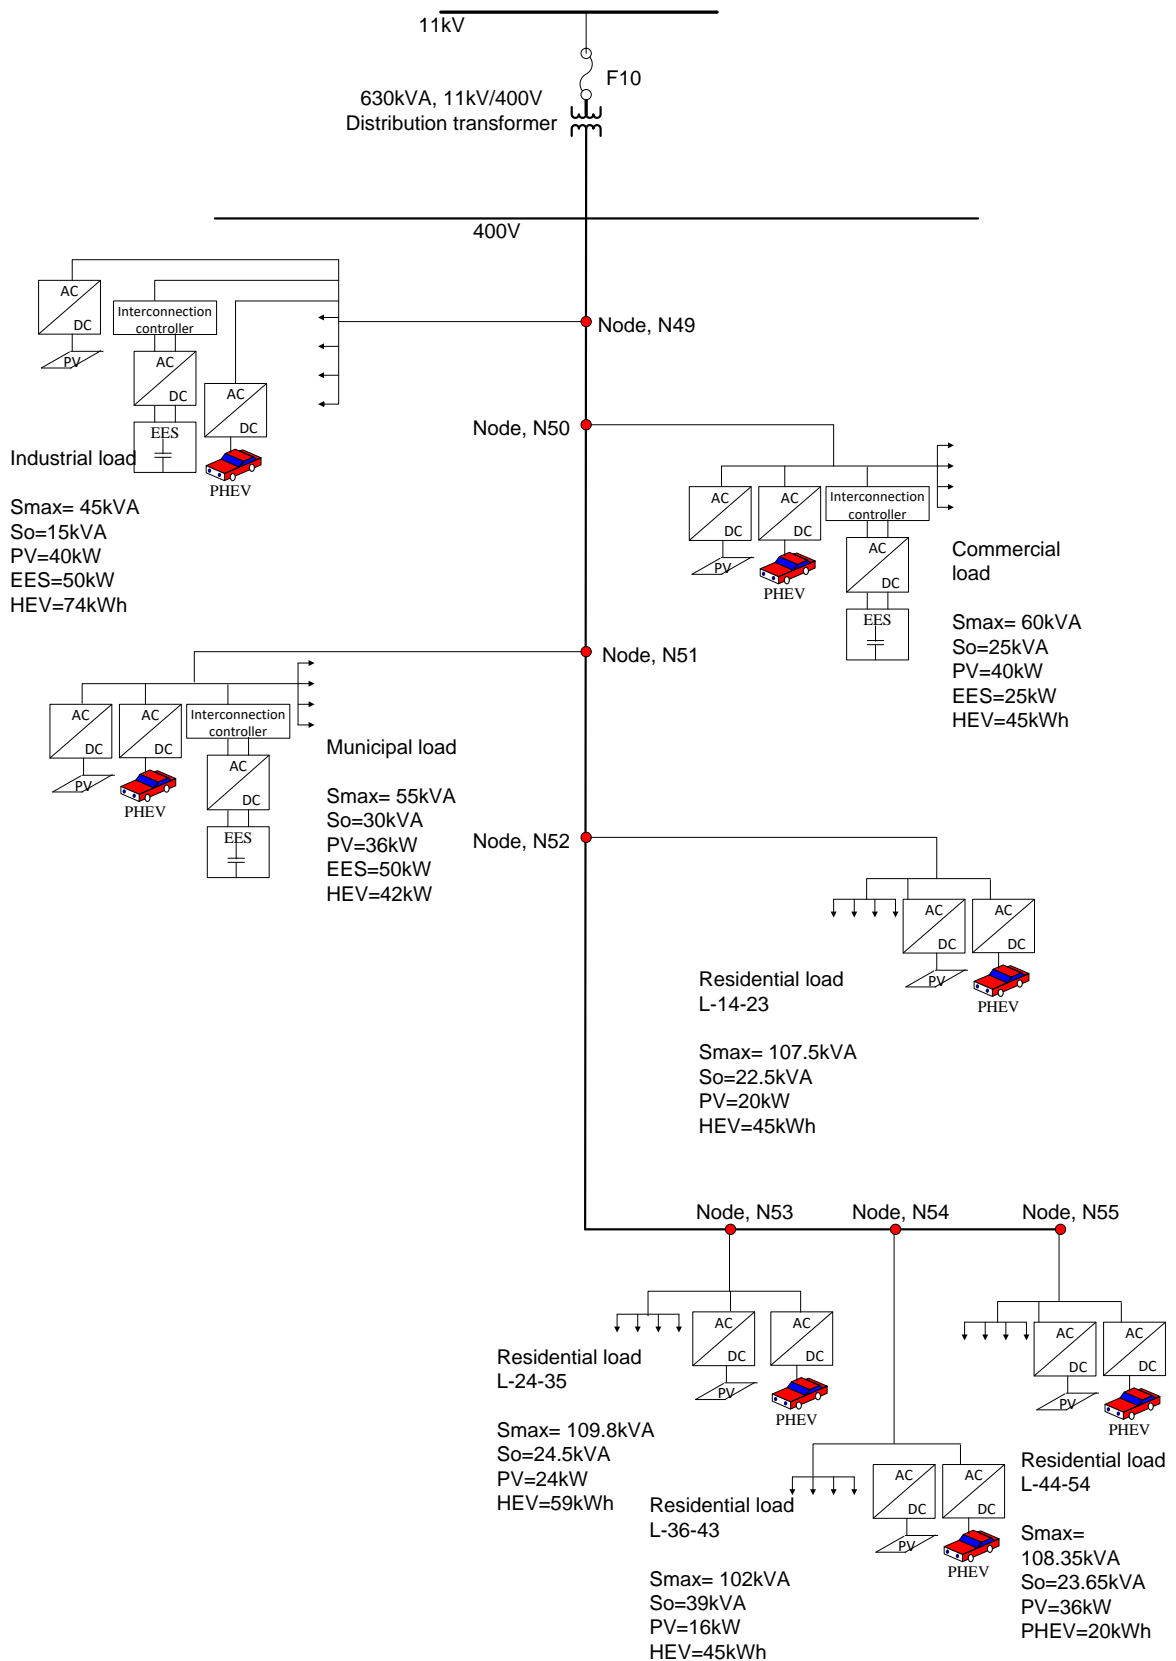 11kV
F10
630kVA, 11kV/400V
Distribution transformer
400V
AC
DC
PV
Interconnection
controller
AC
DC
EES
AC
DC
PHEV
Node, N49
Industrial load
Smax= 45kVA
So=15kVA
PV=40kW
EES=50kW
HEV=74kWh
Node, N50
AC
DC
PV
AC
DC
PHEV
Interconnection
controller
AC
DC
EES
Commercial
load
Smax= 60kVA
So=25kVA
PV=40kW
EES=25kW
HEV=45kWh
Node, N51
AC
DC
PV
AC
DC
PHEV
Interconnection
controller
AC
DC
EES
Municipal load
Smax= 55kVA
So=30kVA
PV=36kW
EES=50kW
HEV=42kW
Node, N52
AC
DC
PV
AC
DC
PHEV
Residential load
L-14-23
Smax= 107.5kVA
So=22.5kVA
PV=20kW
HEV=45kWh
Node, N53
Node, N54
Node, N55
AC
DC
PV
AC
DC
PHEV
Residential load
L-24-35
Smax= 109.8kVA
So=24.5kVA
PV=24kW
HEV=59kWh
AC
DC
PV
AC
DC
PHEV
Residential load
L-36-43
Smax= 102kVA
So=39kVA
PV=16kW
HEV=45kWh
AC
DC
PV
AC
DC
PHEV
Residential load
L-44-54
Smax=
108.35kVA
So=23.65kVA
PV=36kW
PHEV=20kWh